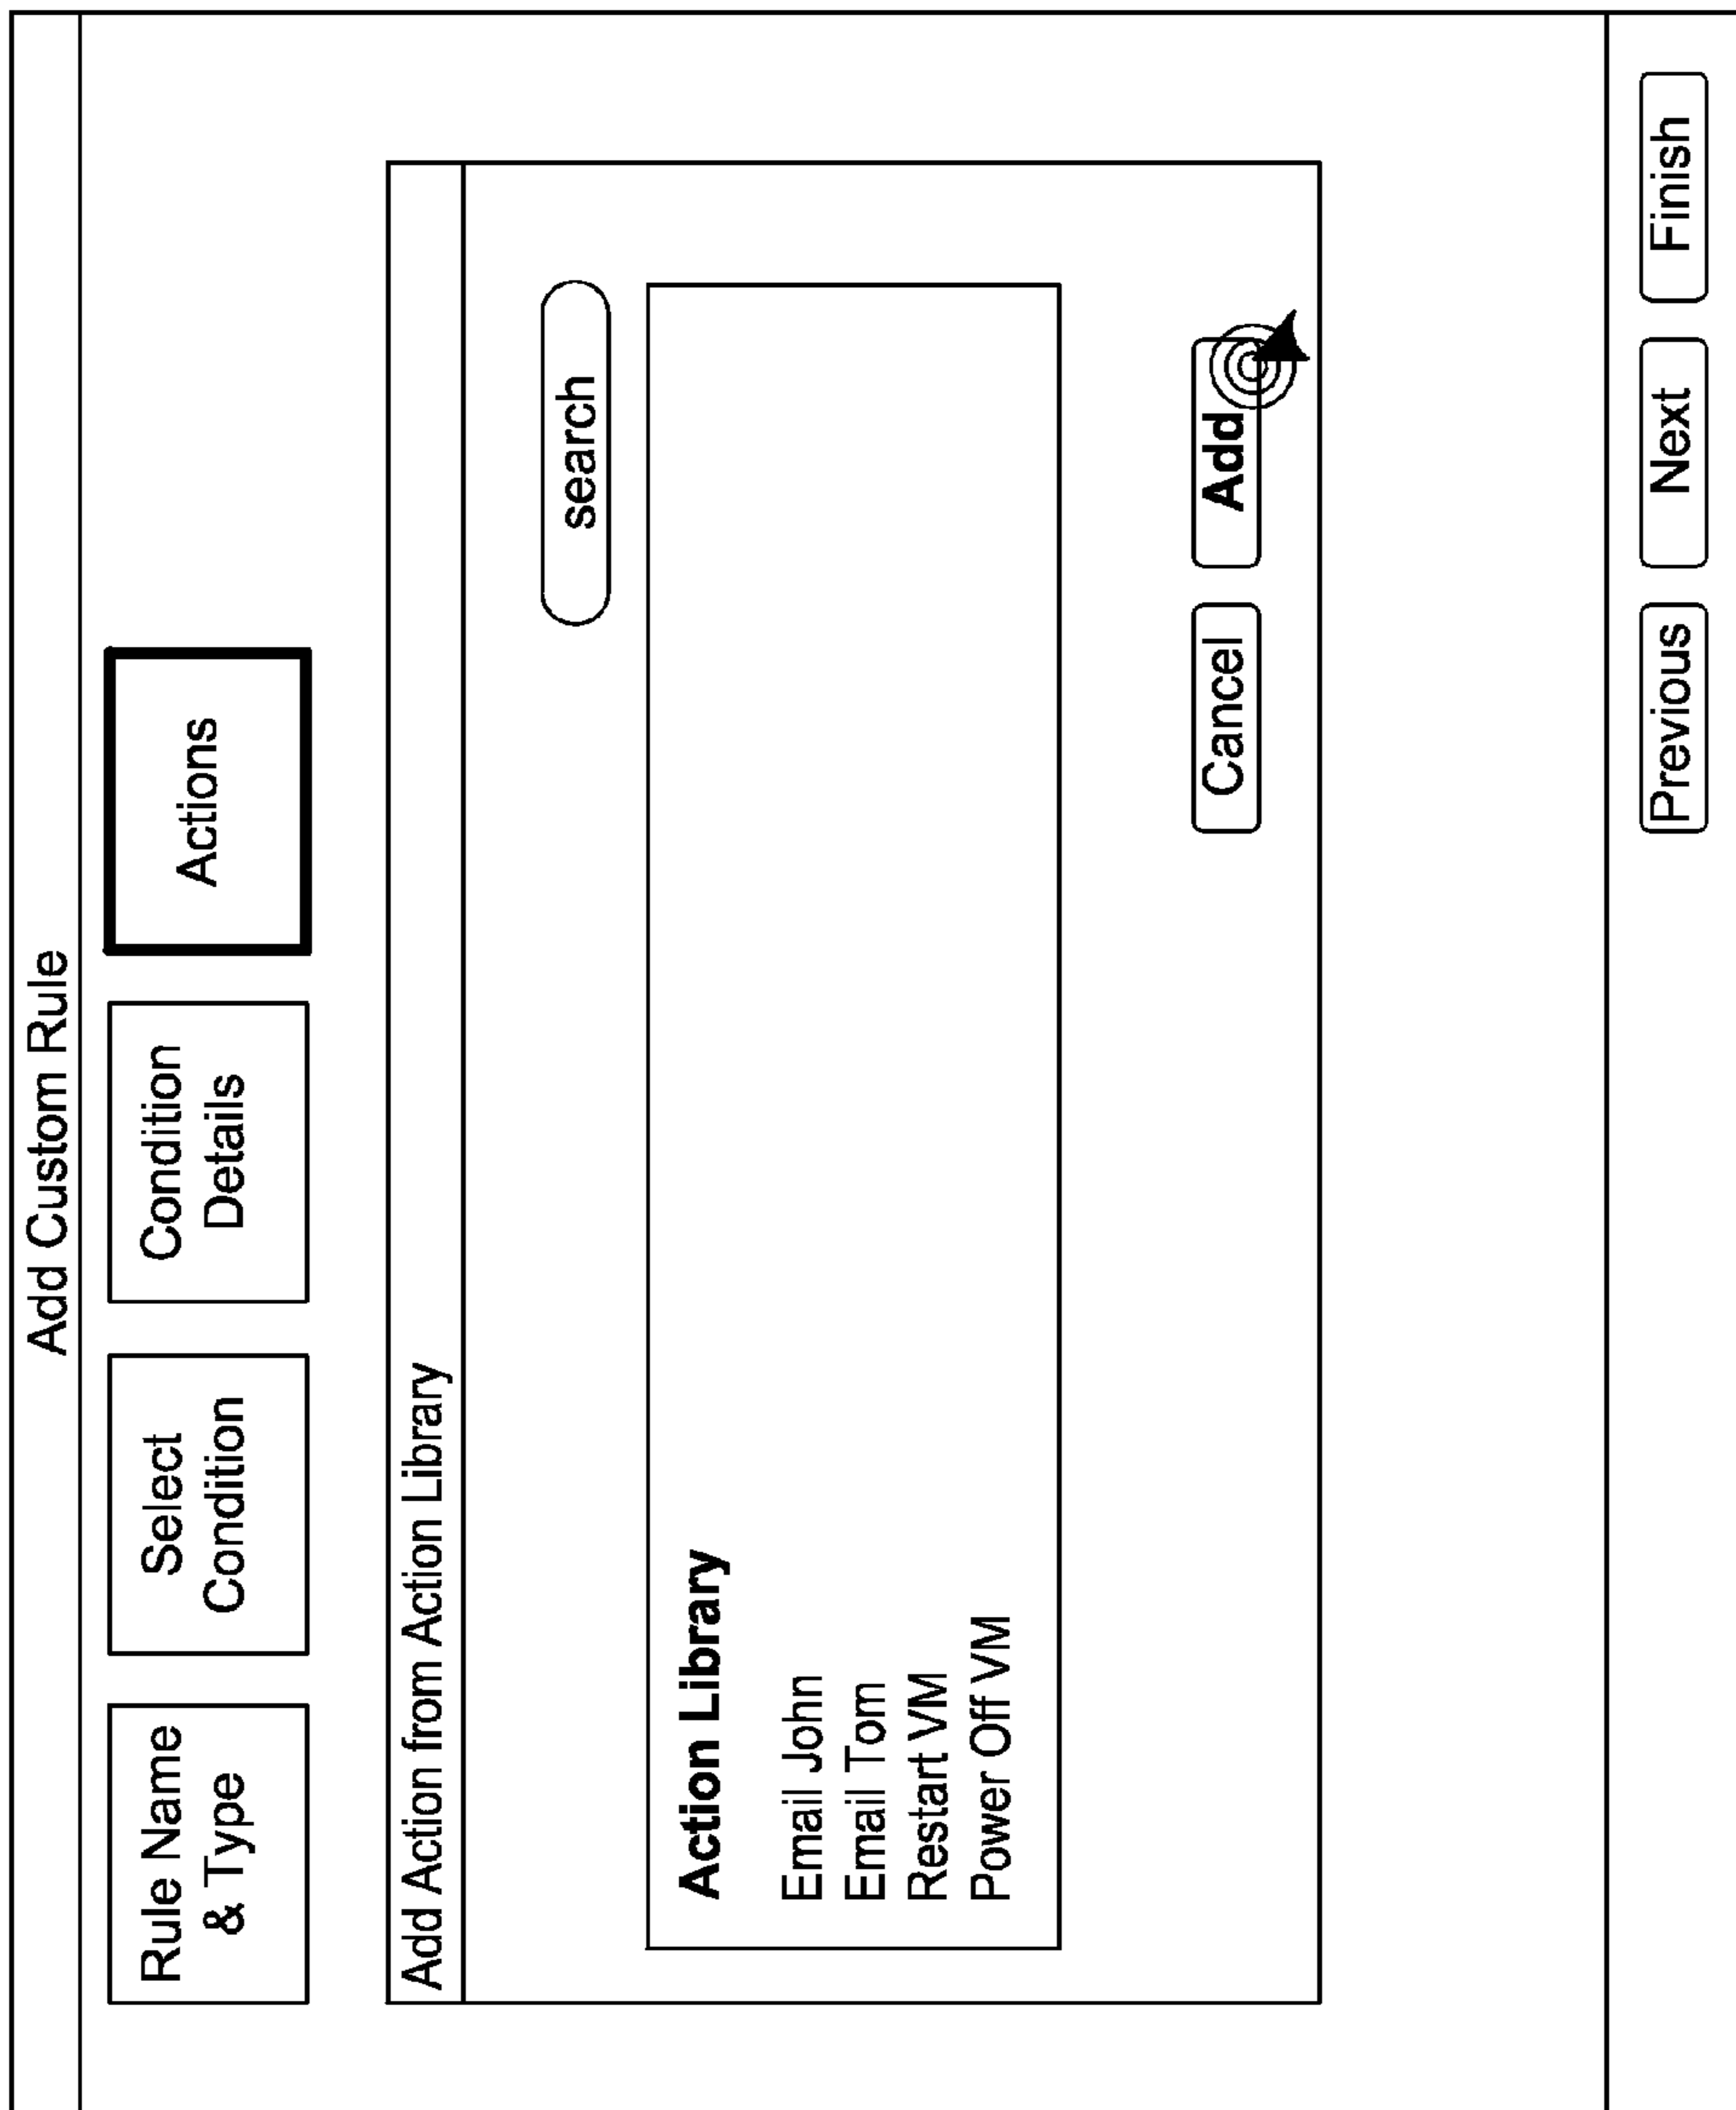 Add Custom Rule
Rule Name
& Type
Select
Condition
Condition
Details
Actions
Add Action from Action Library
search
Action Library
Email John
Email Tom
Restart VM
Power Off VM
Cancel
Add
Previous
Next
Finish